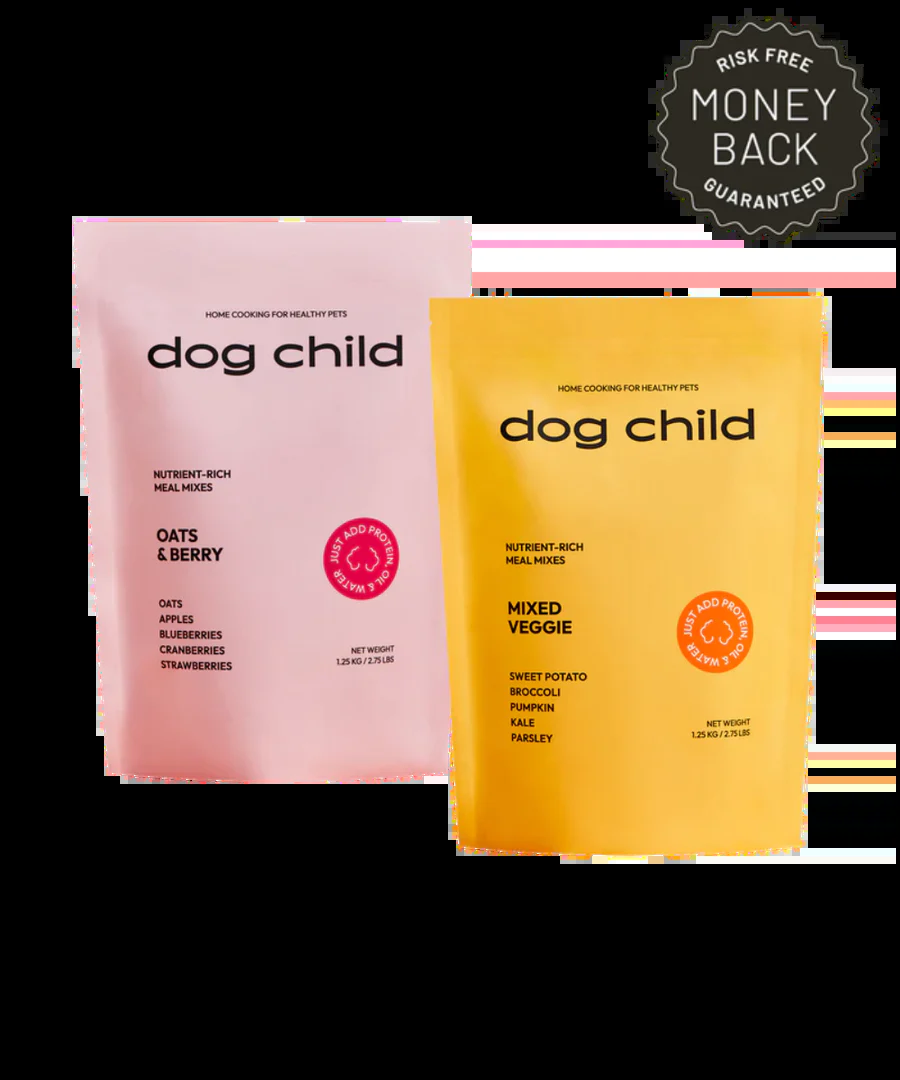 RISK FREE
MONEY
BACK
GUARANTEED
HOME COOKING FOR HEALTHY PETS
dog child
NUTRIENT-RICH
MEAL MIXES
OATS
& BERRY
JUST ADD PROTEIN, OIL & WATER
OATS
APPLES
BLUEBERRIES
CRANBERRIES
STRAWBERRIES
NET WEIGHT
1.25 KG / 2.75 LBS
HOME COOKING FOR HEALTHY PETS
dog child
NUTRIENT-RICH
MEAL MIXES
MIXED
VEGGIE
JUST ADD PROTEIN, OIL & WATER
SWEET POTATO
BROCCOLI
PUMPKIN
KALE
PARSLEY
NET WEIGHT
1.25 KG / 2.75 LBS